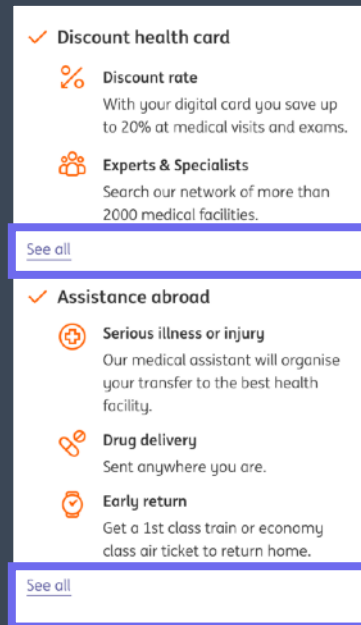 Discount health card
Discount rate
With your digital card you save up
to 20% at medical visits and exams.
Experts & Specialists
Search our network of more than
2000 medical facilities.
See all
Assistance abroad
Serious illness or injury
Our medical assistant will organise
your transfer to the best health
facility.
Drug delivery
Sent anywhere you are.
Early return
Get a 1st class train or economy
class air ticket to return home.
See all